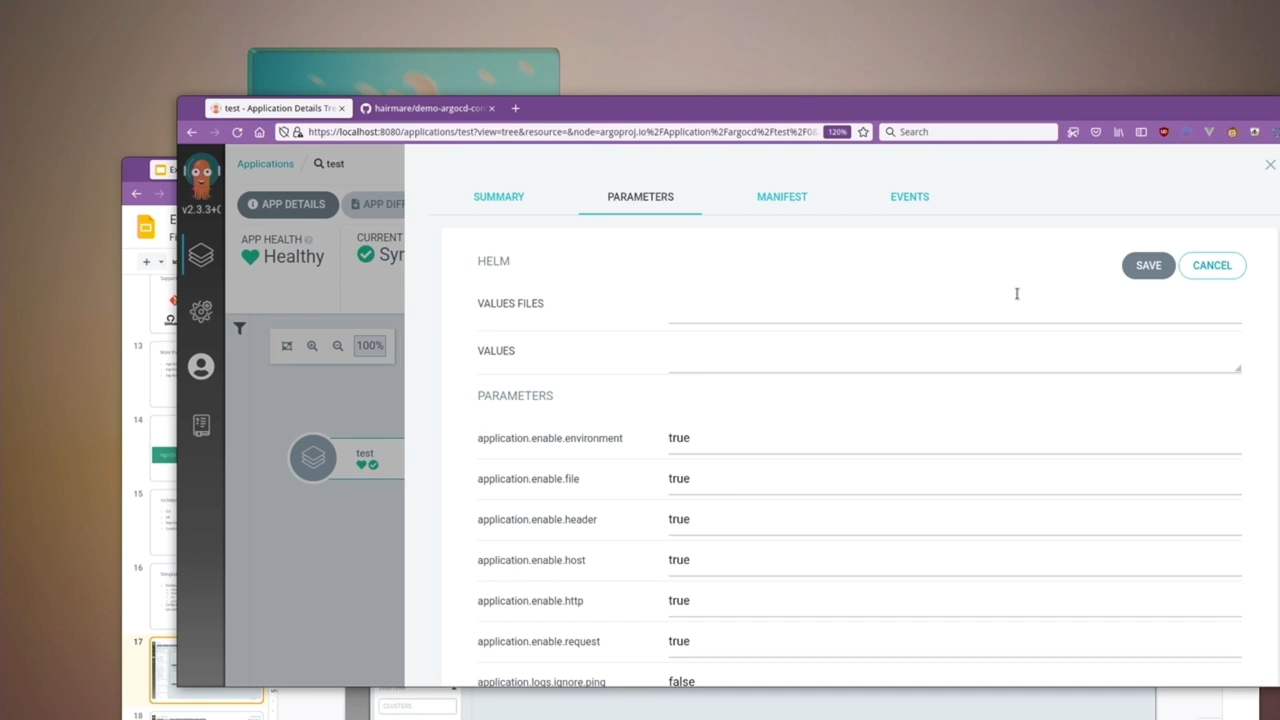 test - Application Details Tre
hairmare/demo-argocd-con
https://localhost:8080/applications/test?view=tree&resource=&node=argoproj.io%2FApplication%2Fargocd%2Ftest%2F0
120%
Search
v2.3.3+
Applications / test
APP DETAILS
APP DIFF
APP HEALTH
Healthy
CURRENT
Syn
100%
test
SUMMARY
PARAMETERS
MANIFEST
EVENTS
HELM
SAVE
CANCEL
VALUES FILES
VALUES
PARAMETERS
application.enable.environment true
application.enable.file true
application.enable.header true
application.enable.host true
application.enable.http true
application.enable.request true
application.logs.ignore.ping false
13
14
15
16
17
18
CLUSTERS